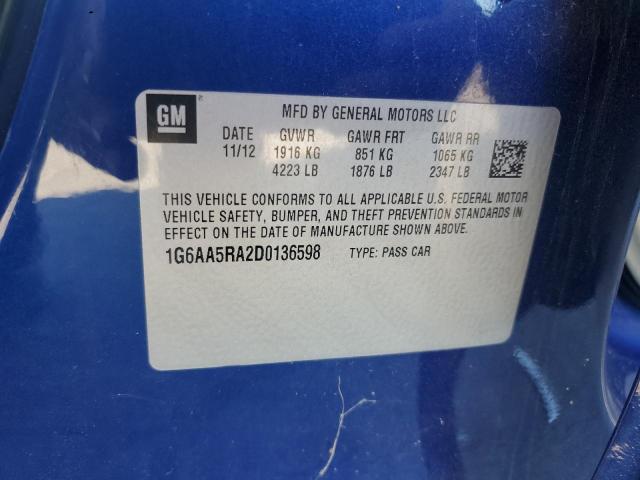 GM
MFD BY GENERAL MOTORS LLC
DATE GVWR GAWR FRT GAWR RR
11/12 1916 KG 851 KG 1065 KG
4223 LB 1876 LB 2347 LB
THIS VEHICLE CONFORMS TO ALL APPLICABLE U.S. FEDERAL MOTOR
VEHICLE SAFETY, BUMPER, AND THEFT PREVENTION STANDARDS IN
EFFECT ON THE DATE OF MANUFACTURE SHOWN ABOVE.
1G6AA5RA2D0136598 TYPE: PASS CAR